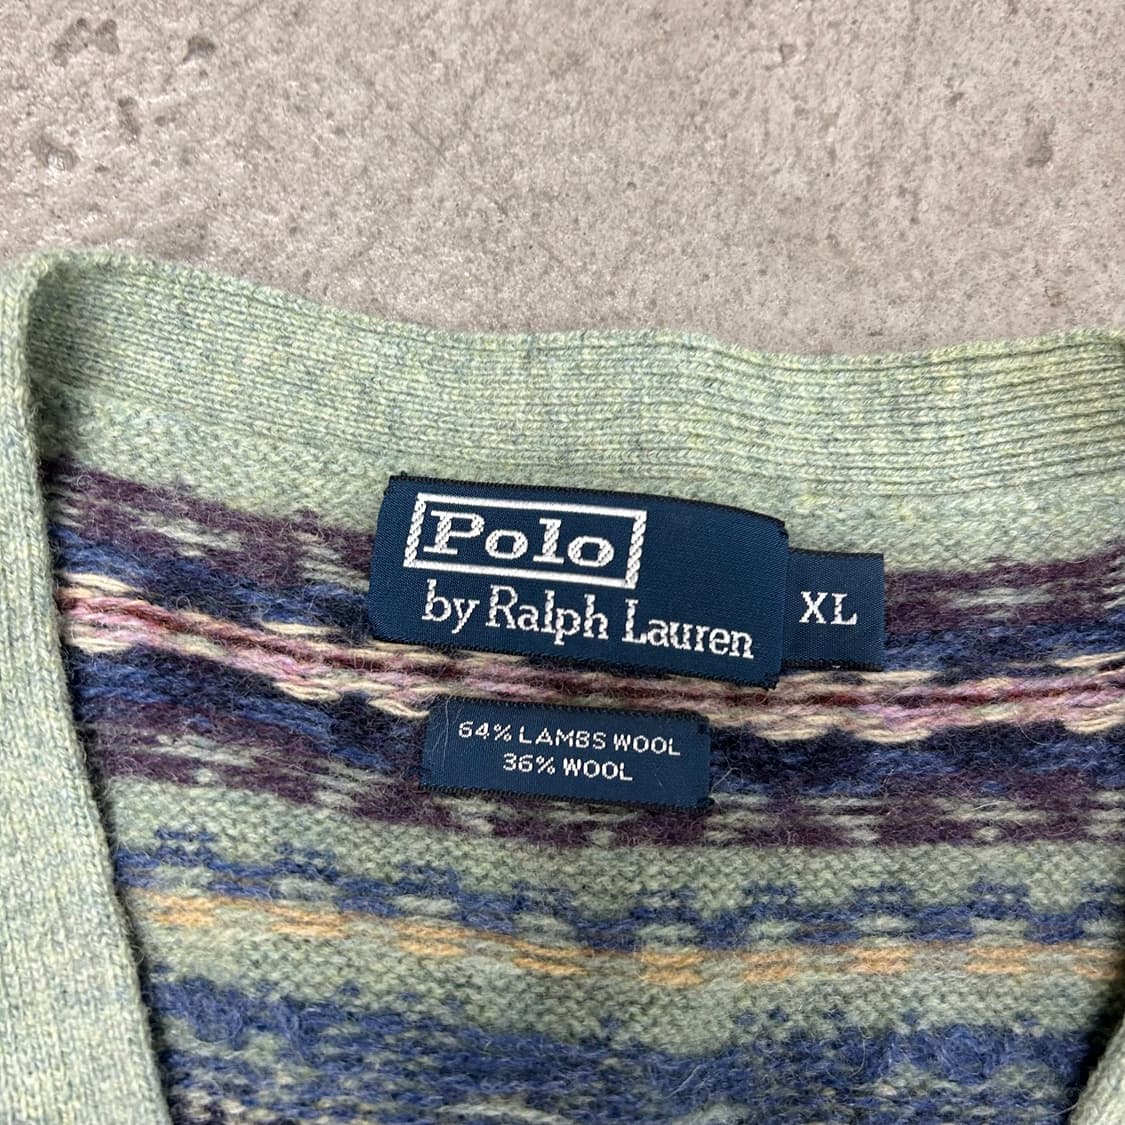 Polo
by Ralph Lauren
XL
64% LAMBS WOOL
36% WOOL